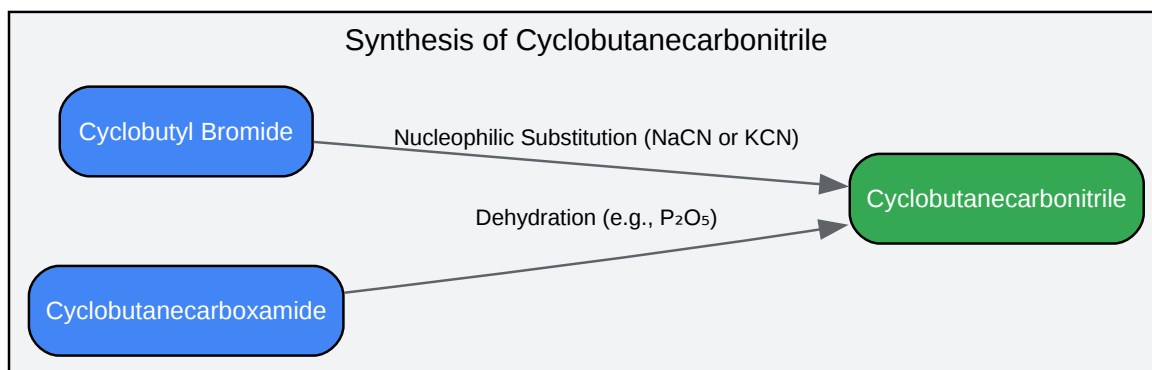 Synthesis of Cyclobutanecarbonitrile
Cyclobutyl Bromide
Nucleophilic Substitution (NaCN or KCN)
Cyclobutanecarbonitrile
Dehydration (e.g., P₂O₅)
Cyclobutanecarboxamide